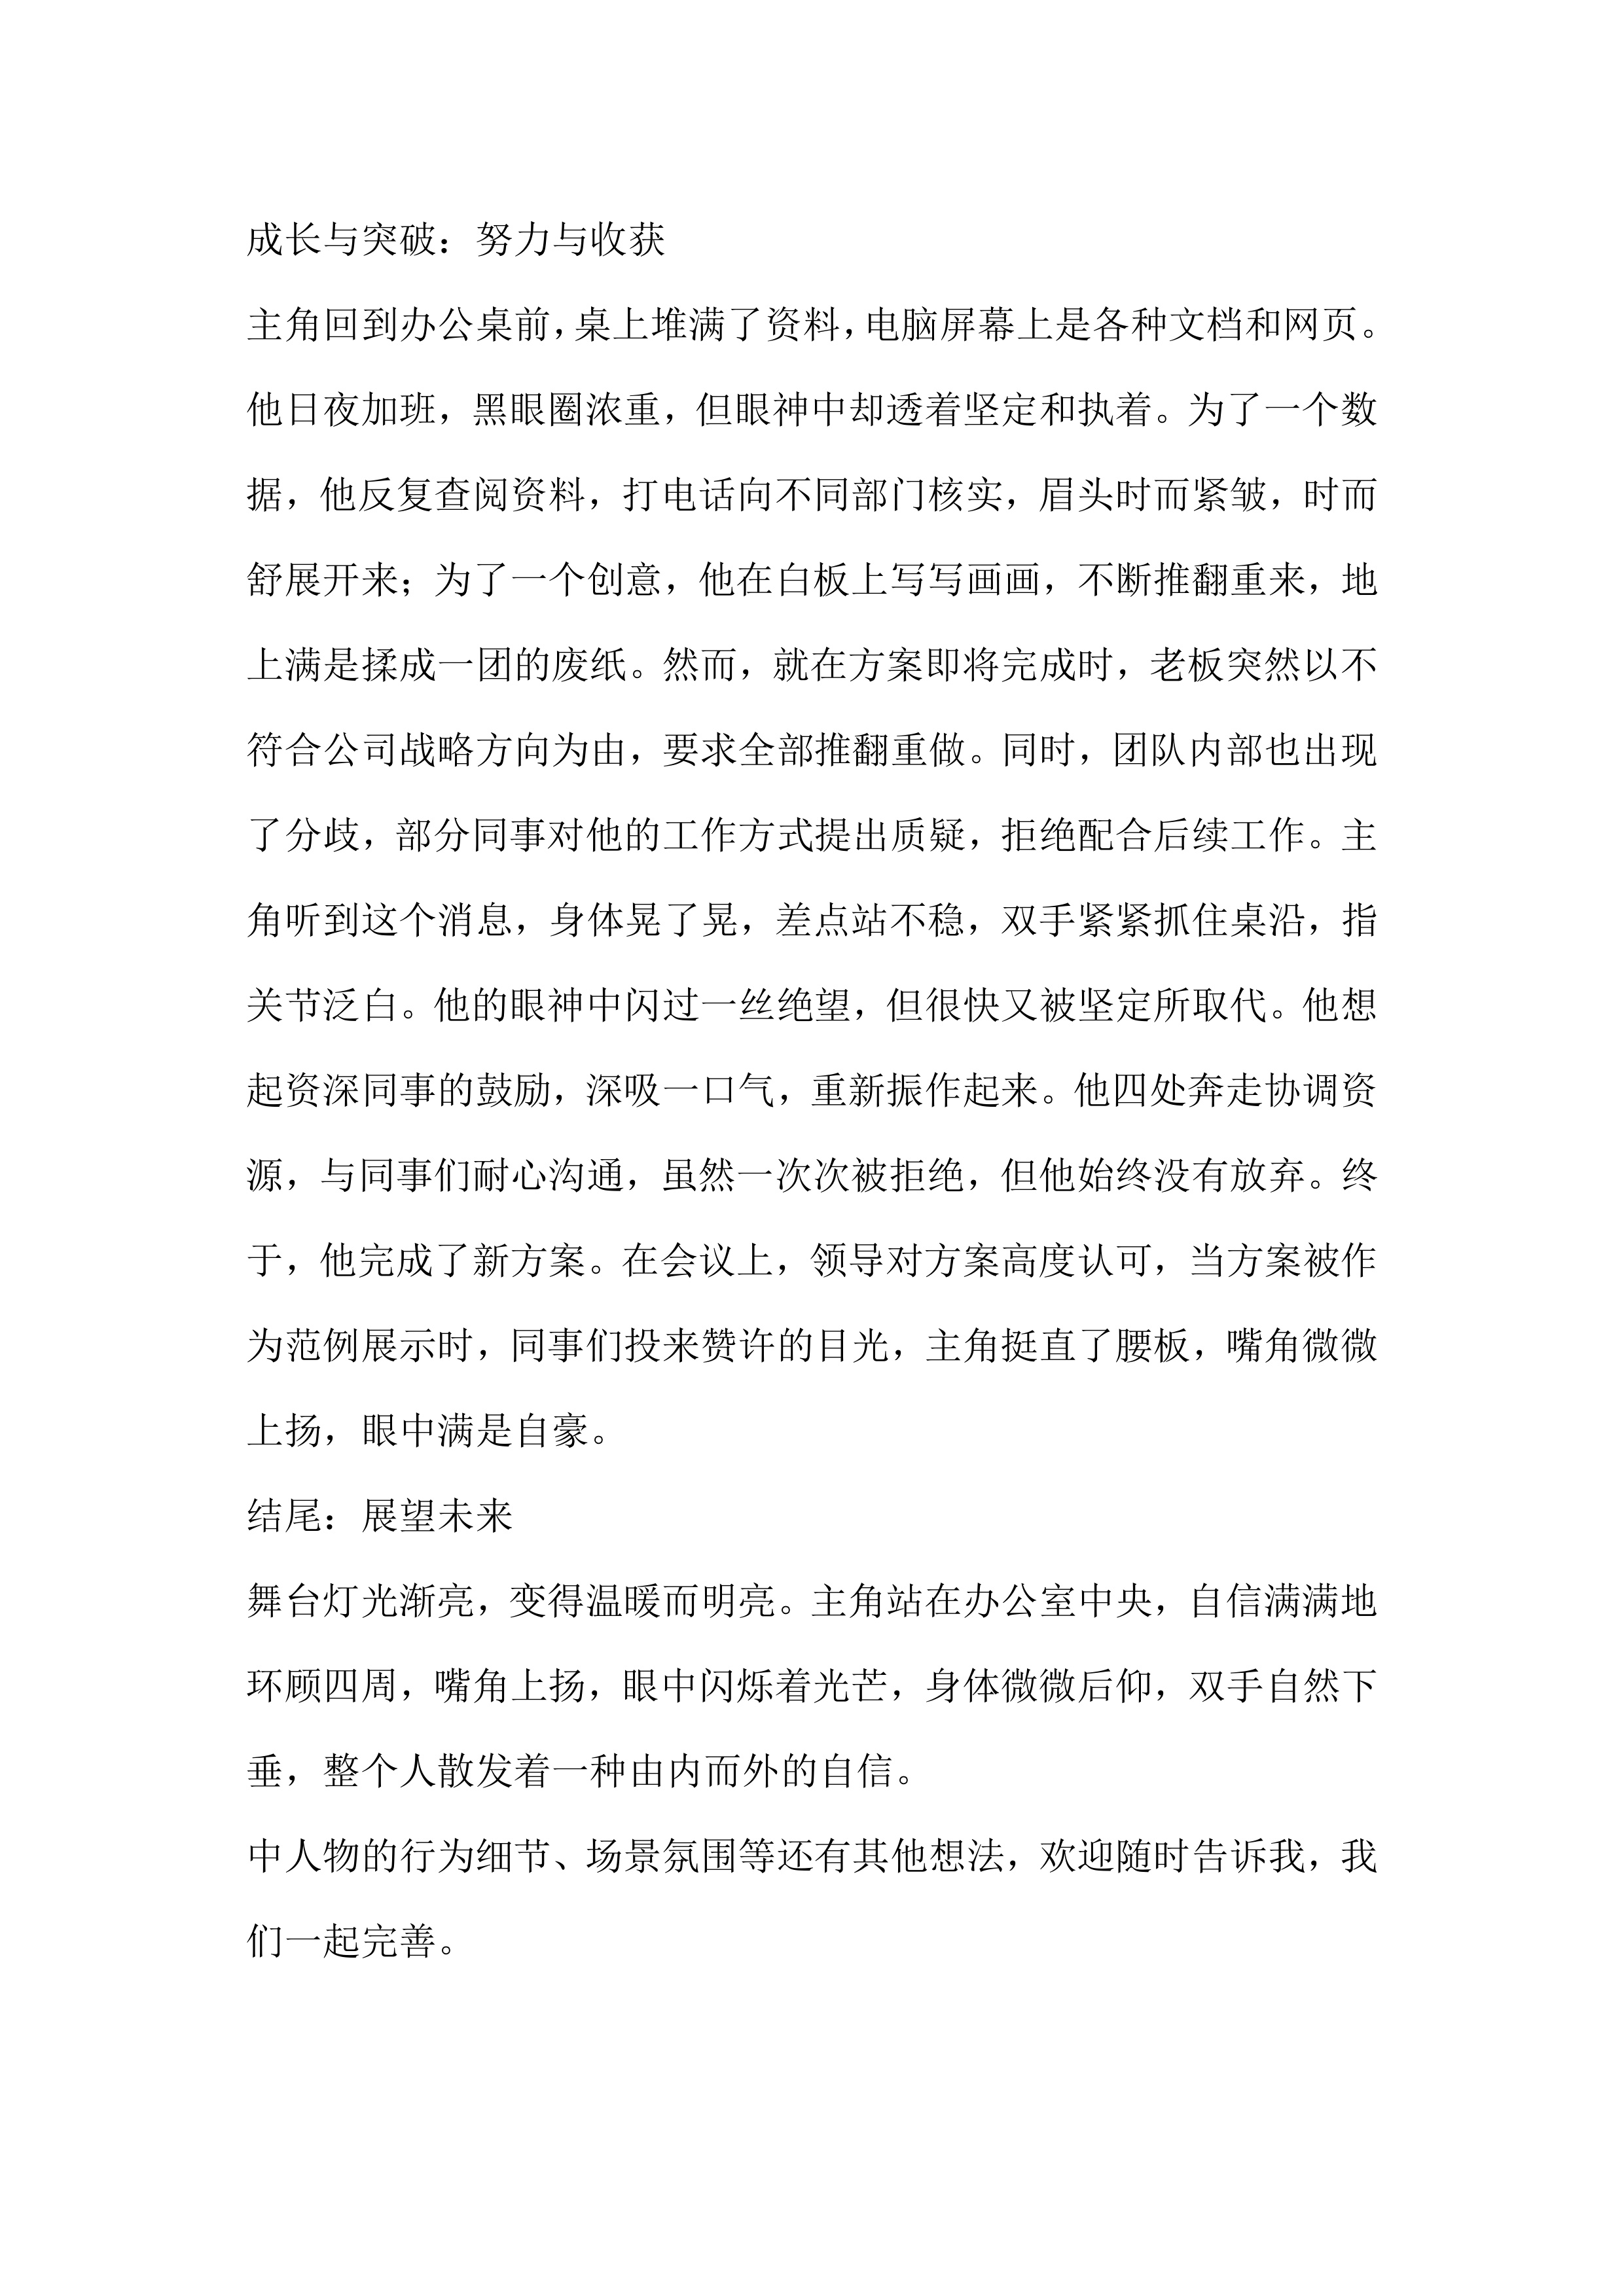 成长与突破：努力与收获
主角回到办公桌前，桌上堆满了资料，电脑屏幕上是各种文档和网页。
他日夜加班，黑眼圈浓重，但眼神中却透着坚定和执着。为了一个数
据，他反复查阅资料，打电话向不同部门核实，眉头时而紧皱，时而
舒展开来；为了一个创意，他在白板上写写画画，不断推翻重来，地
上满是揉成一团的废纸。然而，就在方案即将完成时，老板突然以不
符合公司战略方向为由，要求全部推翻重做。同时，团队内部也出现
了分歧，部分同事对他的工作方式提出质疑，拒绝配合后续工作。主
角听到这个消息，身体晃了晃，差点站不稳，双手紧紧抓住桌沿，指
关节泛白。他的眼神中闪过一丝绝望，但很快又被坚定所取代。他想
起资深同事的鼓励，深吸一口气，重新振作起来。他四处奔走协调资
源，与同事们耐心沟通，虽然一次次被拒绝，但他始终没有放弃。终
于，他完成了新方案。在会议上，领导对方案高度认可，当方案被作
为范例展示时，同事们投来赞许的目光，主角挺直了腰板，嘴角微微
上扬，眼中满是自豪。
结尾：展望未来
舞台灯光渐亮，变得温暖而明亮。主角站在办公室中央，自信满满地
环顾四周，嘴角上扬，眼中闪烁着光芒，身体微微后仰，双手自然下
垂，整个人散发着一种由内而外的自信。
中人物的行为细节、场景氛围等还有其他想法，欢迎随时告诉我，我
们一起完善。